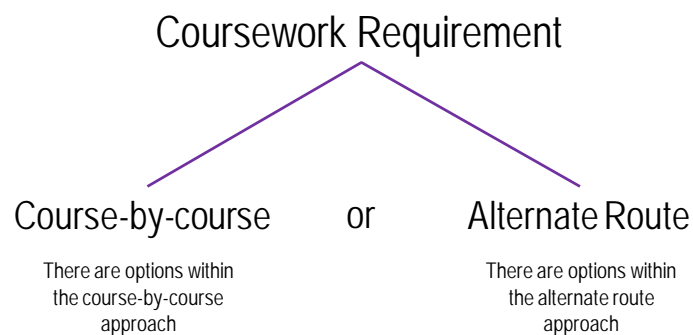 Coursework Requirement
Course-by-course or Alternate Route
There are options within
the course-by-course
approach
There are options within
the alternate route
approach